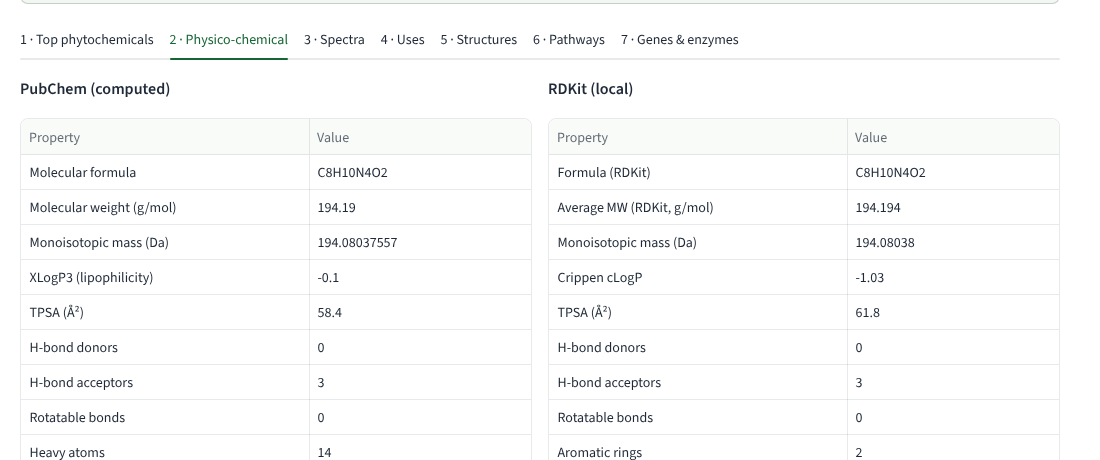 1 · Top phytochemicals 2 · Physico-chemical 3 · Spectra 4 · Uses 5 · Structures 6 · Pathways 7 · Genes & enzymes
PubChem (computed)
Property Value
Molecular formula C8H10N4O2
Molecular weight (g/mol) 194.19
Monoisotopic mass (Da) 194.08037557
XLogP3 (lipophilicity) -0.1
TPSA (Å²) 58.4
H-bond donors 0
H-bond acceptors 3
Rotatable bonds 0
Heavy atoms 14
RDKit (local)
Property Value
Formula (RDKit) C8H10N4O2
Average MW (RDKit, g/mol) 194.194
Monoisotopic mass (Da) 194.08038
Crippen cLogP -1.03
TPSA (Å²) 61.8
H-bond donors 0
H-bond acceptors 3
Rotatable bonds 0
Aromatic rings 2